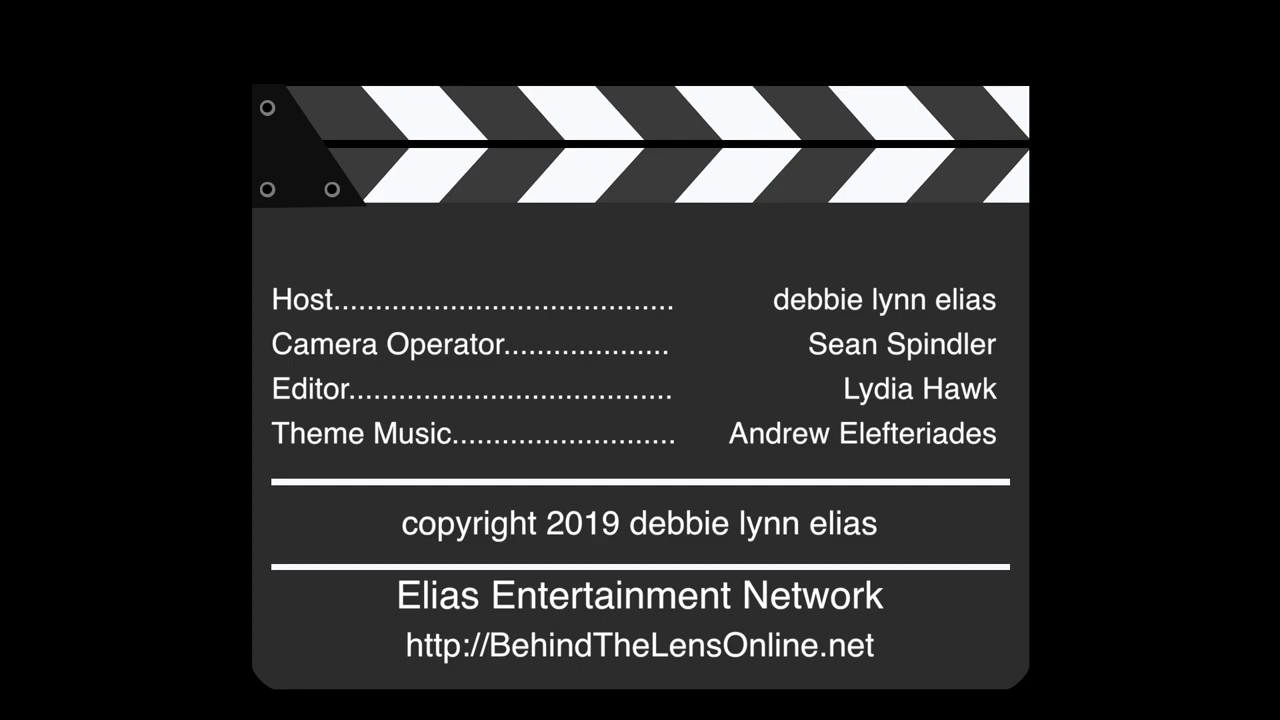 Host......................................... debbie lynn elias
Camera Operator.................... Sean Spindler
Editor....................................... Lydia Hawk
Theme Music........................... Andrew Elefteriades
copyright 2019 debbie lynn elias
Elias Entertainment Network
http://BehindTheLensOnline.net